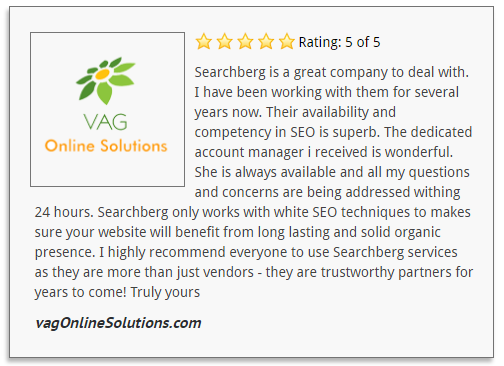 VAG
Online Solutions
Rating: 5 of 5
Searchberg is a great company to deal with.
I have been working with them for several
years now. Their availability and
competency in SEO is superb. The dedicated
account manager i received is wonderful.
She is always available and all my questions
and concerns are being addressed withing
24 hours. Searchberg only works with white SEO techniques to makes
sure your website will benefit from long lasting and solid organic
presence. I highly recommend everyone to use Searchberg services
as they are more than just vendors - they are trustworthy partners for
years to come! Truly yours
vagOnlineSolutions.com